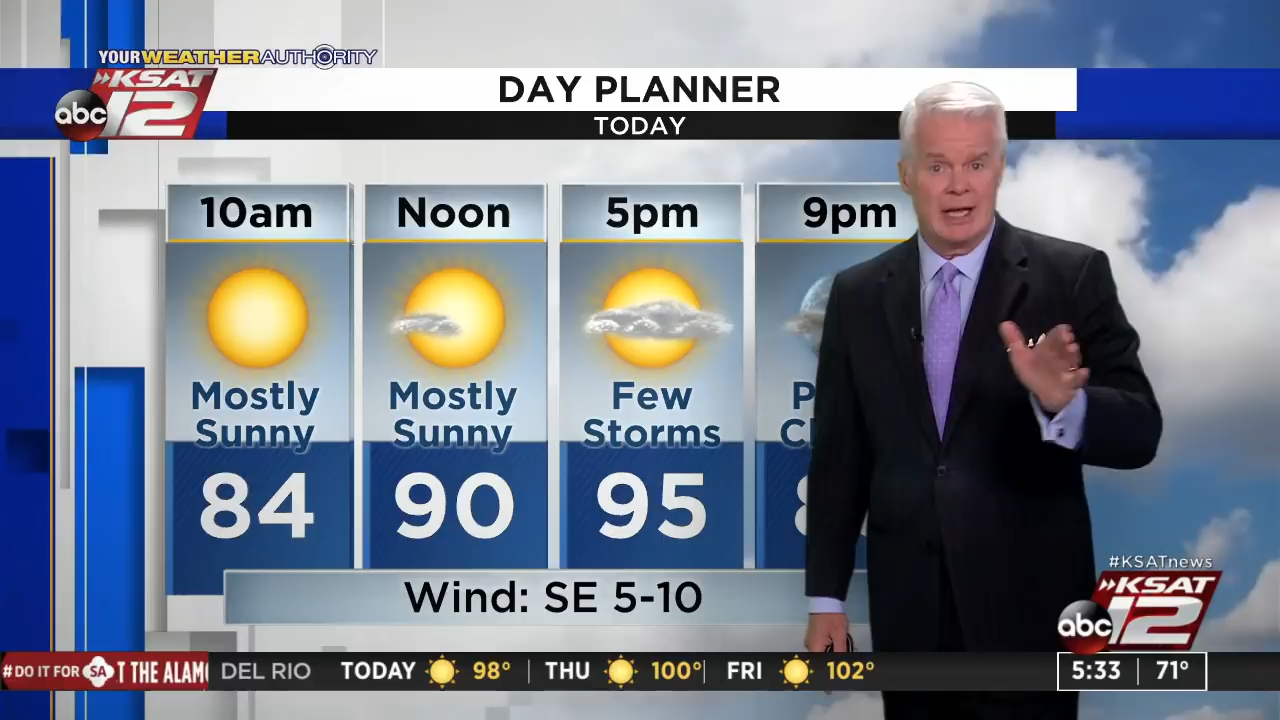 YOUR WEATHER AUTHORITY
KSAT
abc 12
DAY PLANNER
TODAY
10am
Noon
5pm
9pm
Mostly
Sunny
Mostly
Sunny
Few
Storms
84
90
95
Wind: SE 5-10
#KSATnews
KSAT
abc 12
#DO IT FOR SA T THE ALAM
DEL RIO TODAY 98° THU 100° FRI 102°
5:33 71°